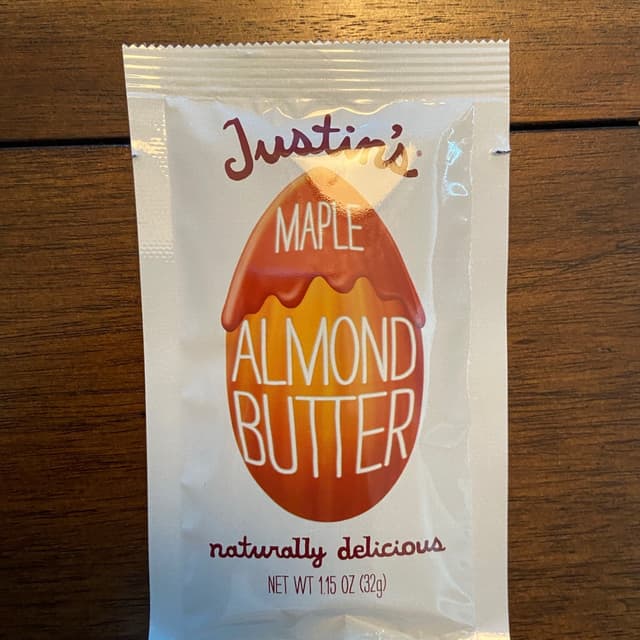 Justin's
MAPLE
ALMOND
BUTTER
naturally delicious
NET WT 1.15 OZ (32g)